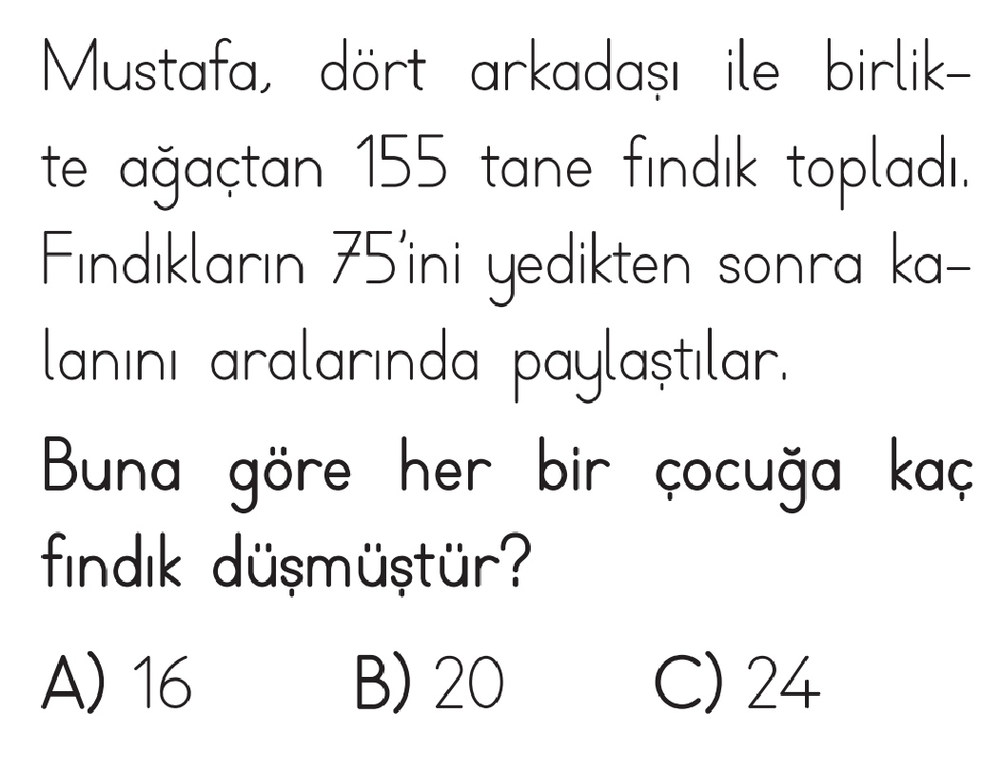 Mustafa, dört arkadaşı ile birlik-
te ağaçtan 155 tane fındık topladı.
Fındıkların 75'ini yedikten sonra ka-
lanını aralarında paylaştılar.
Buna göre her bir çocuğa kaç
fındık düşmüştür?
A) 16 B) 20 C) 24